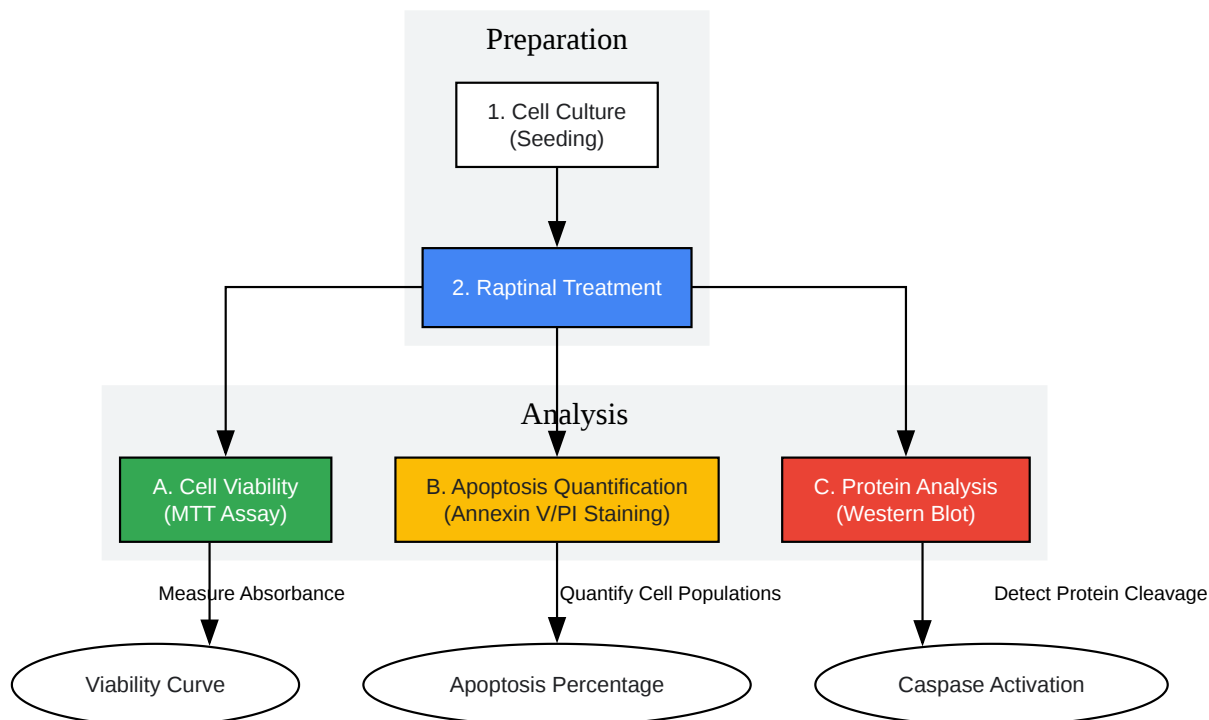 Preparation
1. Cell Culture
(Seeding)
2. Raptinal Treatment
Analysis
A. Cell Viability
(MTT Assay)
B. Apoptosis Quantification
(Annexin V/PI Staining)
C. Protein Analysis
(Western Blot)
Measure Absorbance
Quantify Cell Populations
Detect Protein Cleavage
Viability Curve
Apoptosis Percentage
Caspase Activation